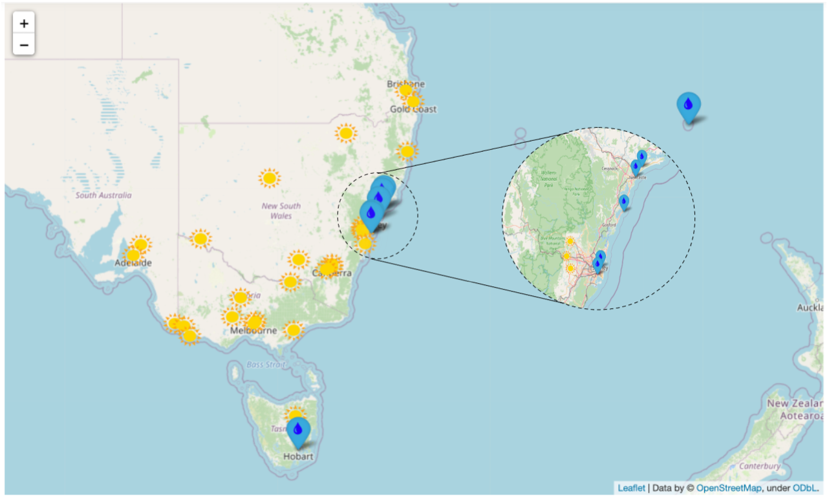 +
−
Brisbane
Gold Coast
South Australia
New South
Wales
Adelaide
Canberra
Melbourne
Bass Strait
Hobart
Auckla
New Zealan
Aotearoa
Canterbury
Leaflet | Data by © OpenStreetMap, under ODbL.